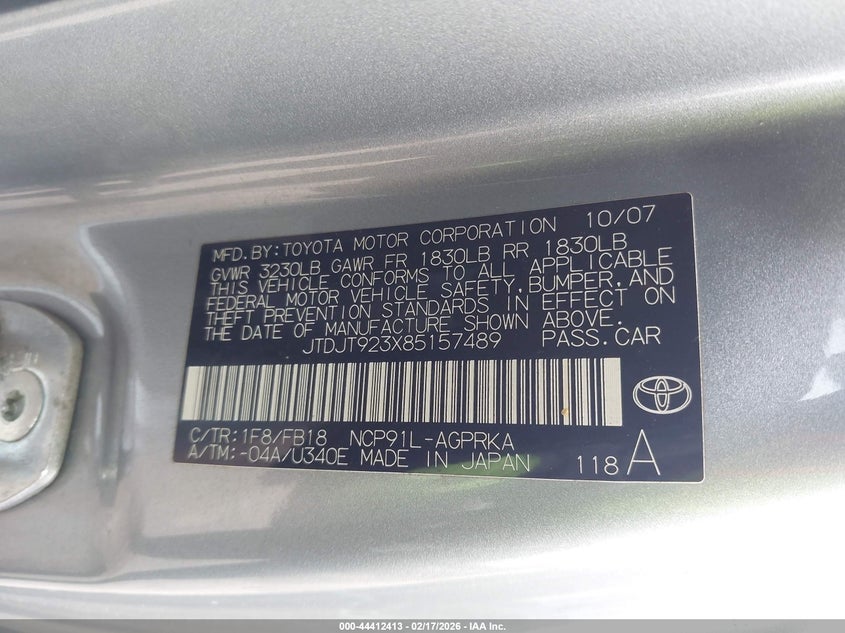 MFD.BY:TOYOTA MOTOR CORPORATION 10/07
GVWR 3230LB GAWR FR 1830LB RR 1830LB
THIS VEHICLE CONFORMS TO ALL APPLICABLE
FEDERAL MOTOR VEHICLE SAFETY,BUMPER,AND
THEFT PREVENTION STANDARDS IN EFFECT ON
THE DATE OF MANUFACTURE SHOWN ABOVE.
JTDJT923X85157489 PASS.CAR
C/TR:1F8/FB18 NCP91L-AGPRKA
A/TM:-04A/U340E MADE IN JAPAN 118 A
000-44412413 - 02/17/2026 - IAA Inc.